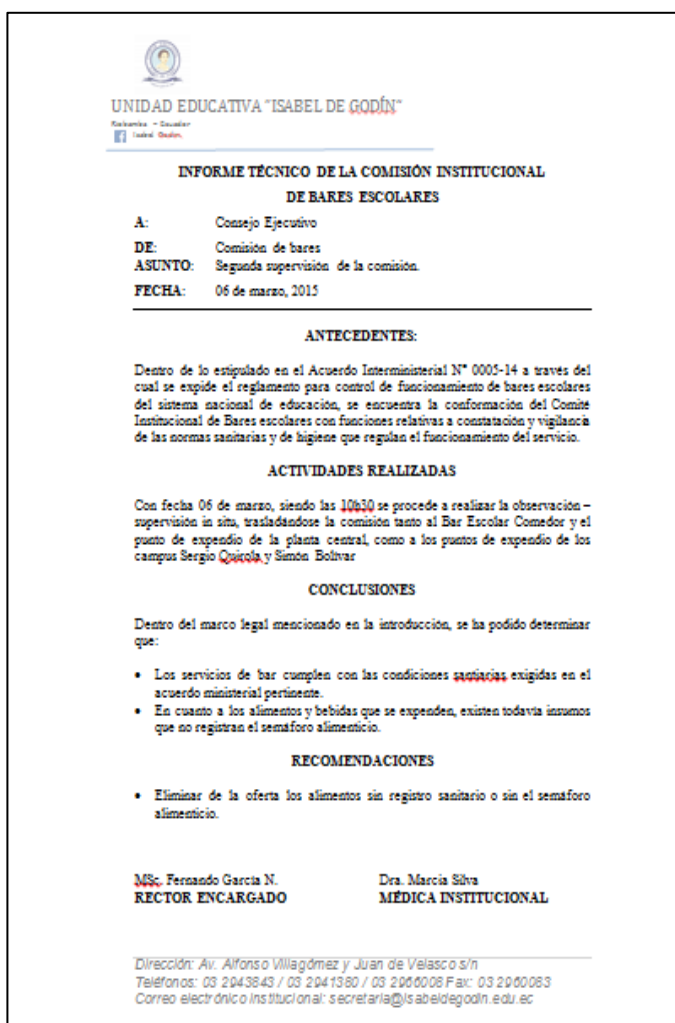 UNIDAD EDUCATIVA "ISABEL DE GODÍN"
Riobamba – Ecuador
Isabel Godin.
INFORME TÉCNICO DE LA COMISIÓN INSTITUCIONAL
DE BARES ESCOLARES
A: Consejo Ejecutivo
DE: Comisión de bares
ASUNTO: Segunda supervisión de la comisión.
FECHA: 06 de marzo, 2015
ANTECEDENTES:
Dentro de lo estipulado en el Acuerdo Interministerial N° 0005-14 a través del
cual se expide el reglamento para control de funcionamiento de bares escolares
del sistema nacional de educación, se encuentra la conformación del Comité
Institucional de Bares escolares con funciones relativas a constatación y vigilancia
de las normas sanitarias y de higiene que regulan el funcionamiento del servicio.
ACTIVIDADES REALIZADAS
Con fecha 06 de marzo, siendo las 10h30 se procede a realizar la observación –
supervisión in situ, trasladándose la comisión tanto al Bar Escolar Comedor y el
punto de expendio de la planta central, como a los puntos de expendio de los
campus Sergio Quirola y Simón Bolívar
CONCLUSIONES
Dentro del marco legal mencionado en la introducción, se ha podido determinar
que:
• Los servicios de bar cumplen con las condiciones santiarias exigidas en el
acuerdo ministerial pertinente.
• En cuanto a los alimentos y bebidas que se expenden, existen todavía insumos
que no registran el semáforo alimenticio.
RECOMENDACIONES
• Eliminar de la oferta los alimentos sin registro sanitario o sin el semáforo
alimenticio.
MSc. Fernando García N. Dra. Marcia Silva
RECTOR ENCARGADO MÉDICA INSTITUCIONAL
Dirección: Av. Alfonso Villagómez y Juan de Velasco s/n
Teléfonos: 03 2943843 / 03 2941380 / 03 2966008 Fax: 03 2960083
Correo electrónico institucional: secretaria@isabeldegodin.edu.ec